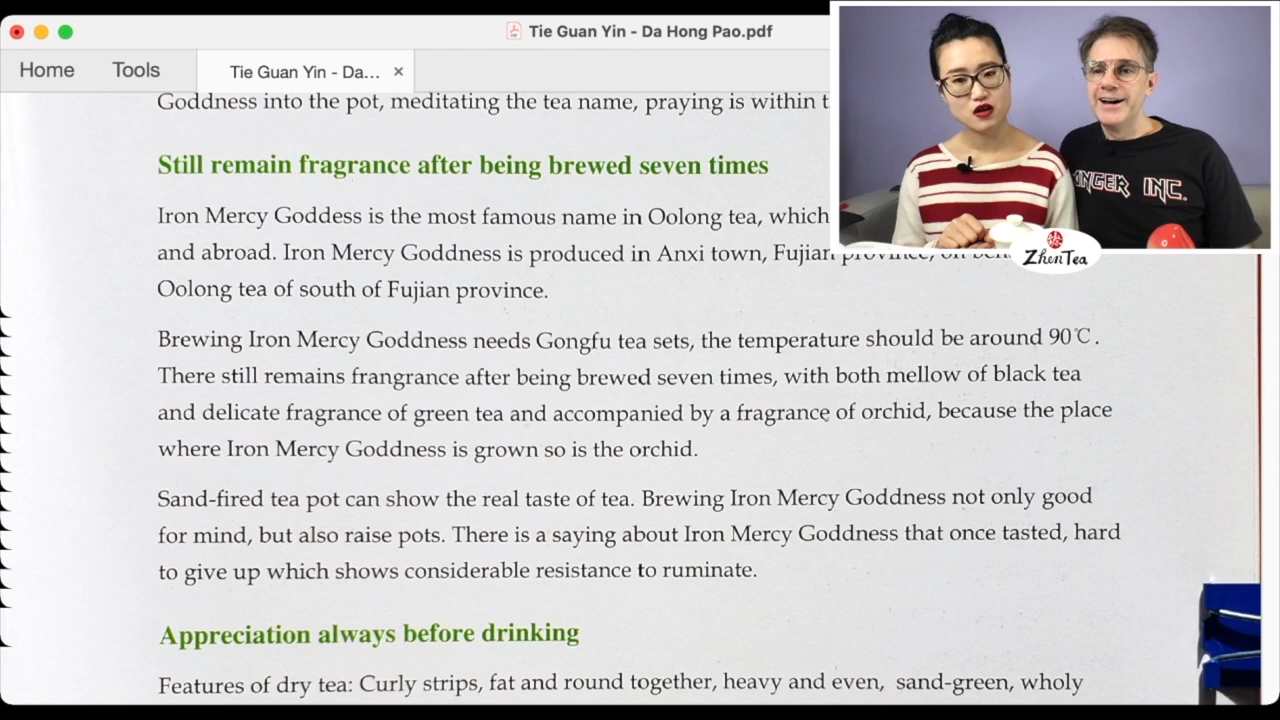 Tie Guan Yin - Da Hong Pao.pdf
Home
Tools
Tie Guan Yin - Da... ×
Goddness into the pot, meditating the tea name, praying is within
Still remain fragrance after being brewed seven times
Iron Mercy Goddess is the most famous name in Oolong tea, which
and abroad. Iron Mercy Goddness is produced in Anxi town, Fujian province, on
Oolong tea of south of Fujian province.
Brewing Iron Mercy Goddness needs Gongfu tea sets, the temperature should be around 90℃.
There still remains frangrance after being brewed seven times, with both mellow of black tea
and delicate fragrance of green tea and accompanied by a fragrance of orchid, because the place
where Iron Mercy Goddness is grown so is the orchid.
Sand-fired tea pot can show the real taste of tea. Brewing Iron Mercy Goddness not only good
for mind, but also raise pots. There is a saying about Iron Mercy Goddness that once tasted, hard
to give up which shows considerable resistance to ruminate.
Appreciation always before drinking
Features of dry tea: Curly strips, fat and round together, heavy and even, sand-green, wholy
INC.
ZhenTea